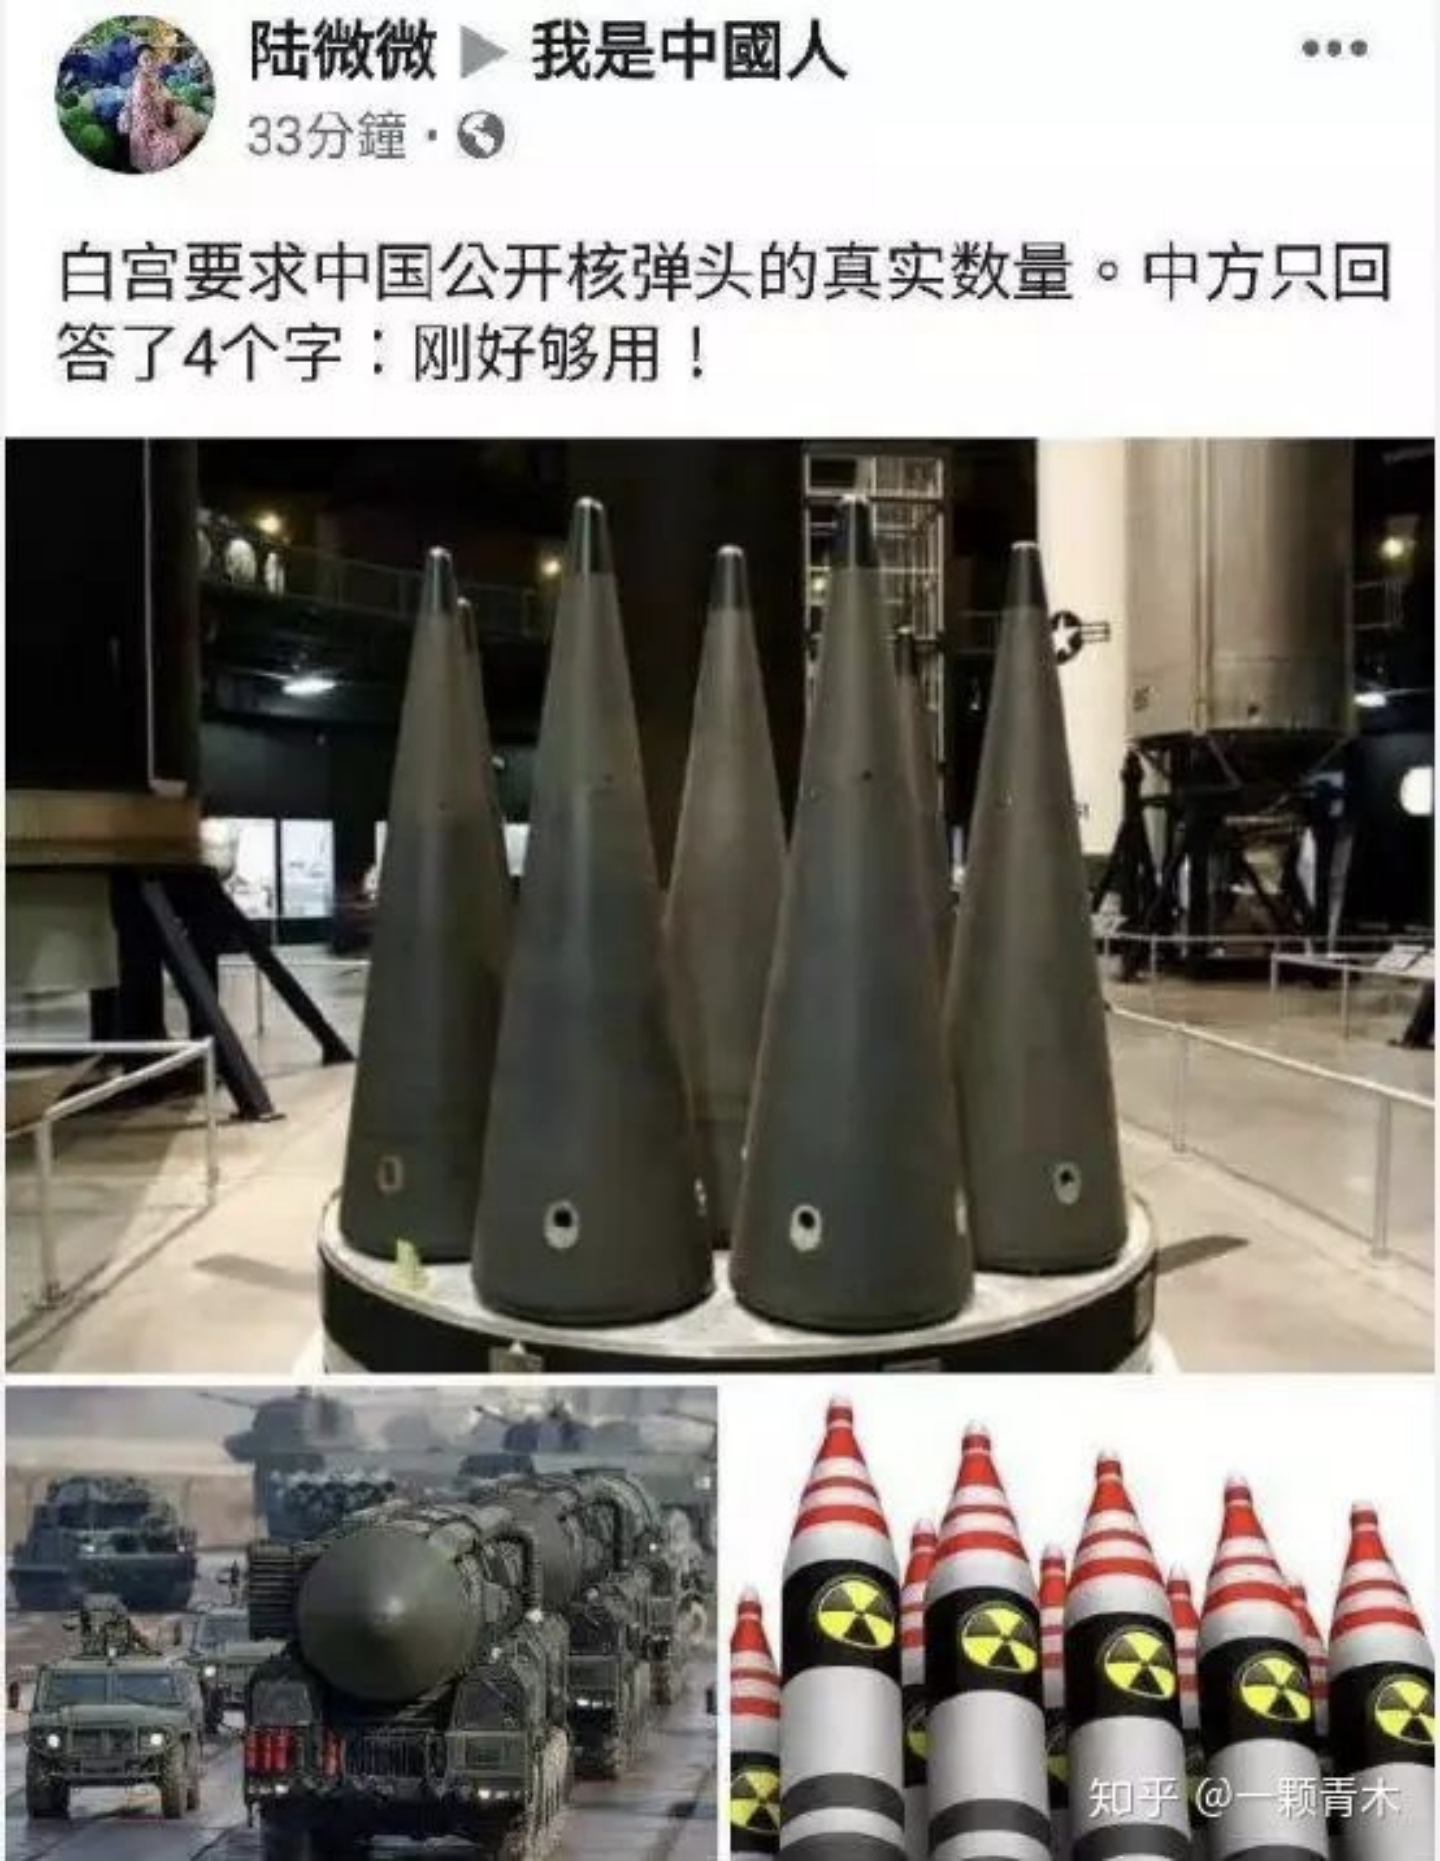 陆微微 ▶ 我是中國人
33分鐘 ·
白宫要求中国公开核弹头的真实数量。中方只回
答了4个字：刚好够用！
知乎 @一颗青木